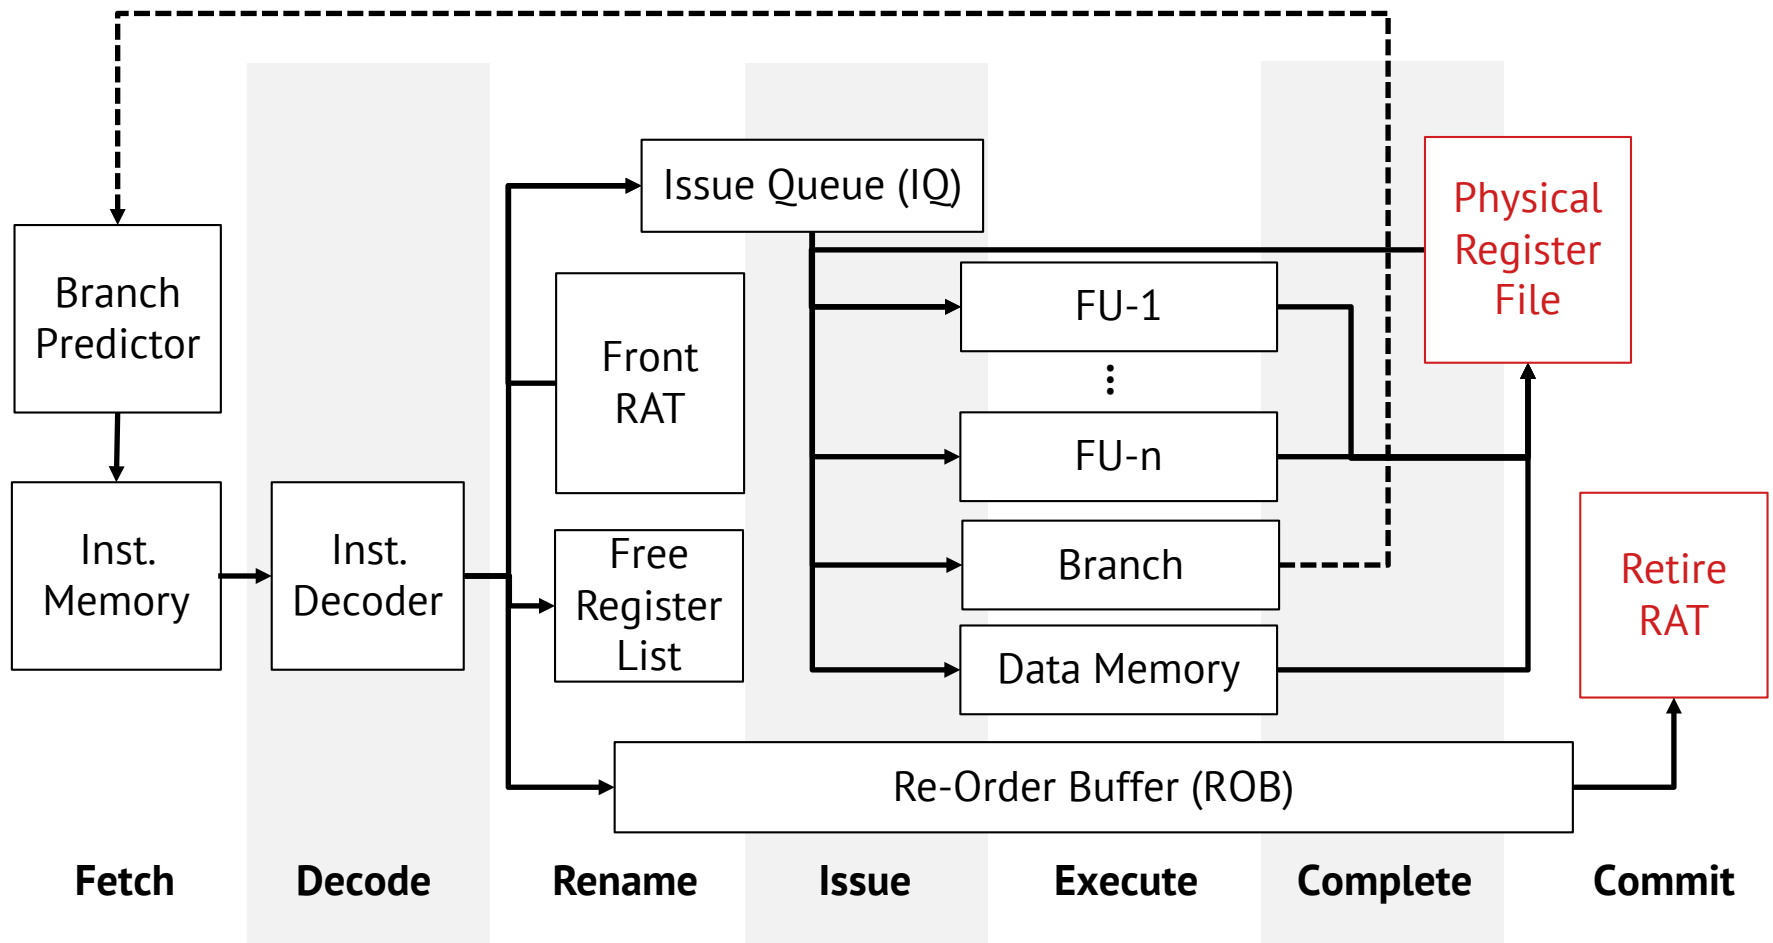 Issue Queue (IQ)
Physical
Register
File
Branch
Predictor
FU-1
Front
RAT
⋮
FU-n
Inst.
Memory
Inst.
Decoder
Free
Register
List
Branch
Retire
RAT
Data Memory
Re-Order Buffer (ROB)
Fetch
Decode
Rename
Issue
Execute
Complete
Commit